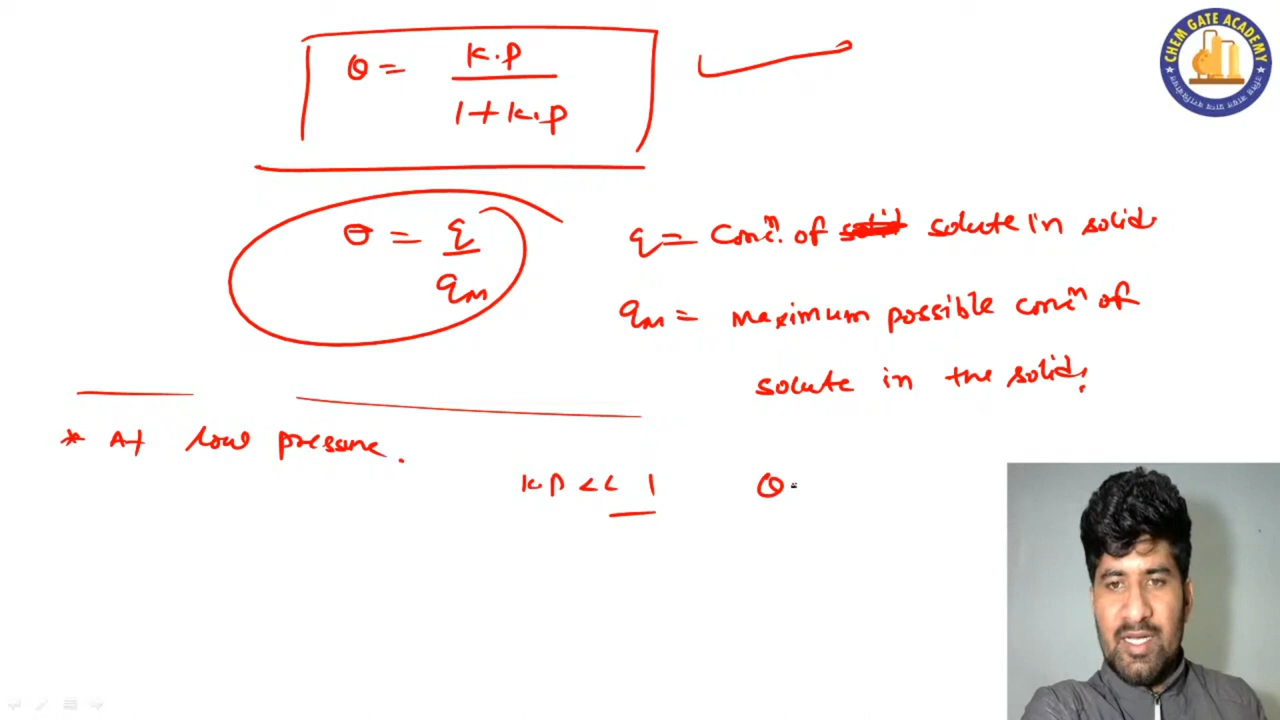 θ = k.p / 1 + k.p
θ = q / qm
q = Concn. of solute in solid
qm = maximum possible concn of
solute in the solid.
* At low pressure.
k p << 1 θ
CHEM GATE ACADEMY